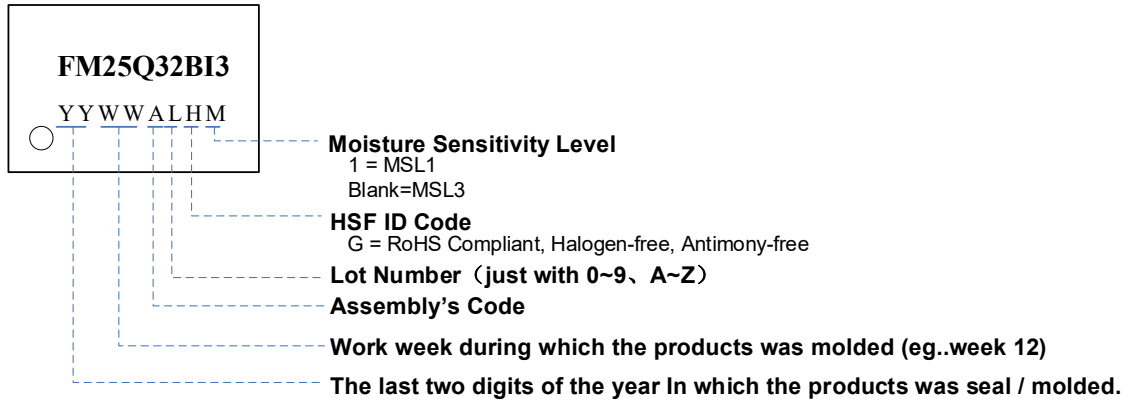 FM25Q32BI3
YYWWALHM
Moisture Sensitivity Level
1 = MSL1
Blank=MSL3
HSF ID Code
G = RoHS Compliant, Halogen-free, Antimony-free
Lot Number（just with 0~9、A~Z）
Assembly’s Code
Work week during which the products was molded (eg..week 12)
The last two digits of the year In which the products was seal / molded.